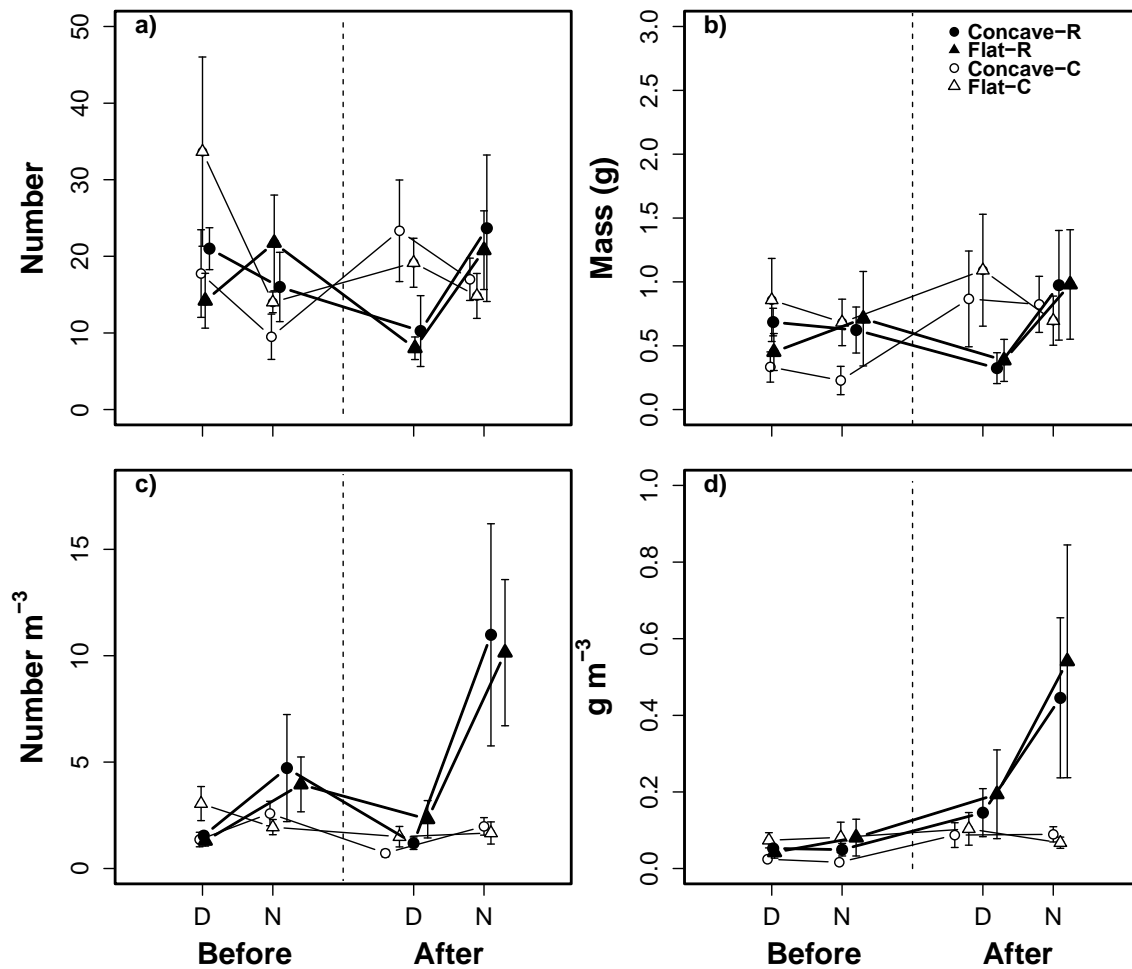 a)
Number
50
40
30
20
10
0
b)
Mass (g)
3.0
2.5
2.0
1.5
1.0
0.5
0.0
Concave−R
Flat−R
Concave−C
Flat−C
c)
Number m⁻³
15
10
5
0
D
N
D
N
Before
After
d)
g m⁻³
1.0
0.8
0.6
0.4
0.2
0.0
D
N
D
N
Before
After